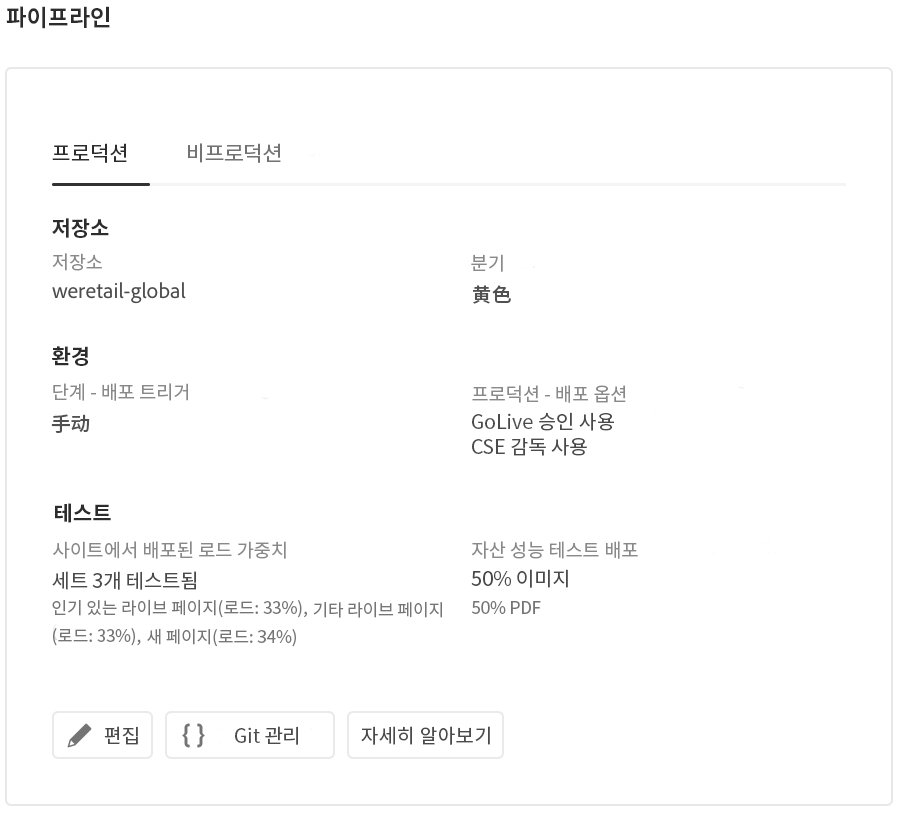 파이프라인
프로덕션 비프로덕션
저장소
저장소
weretail-global
분기
黄色
환경
단계 - 배포 트리거
手动
프로덕션 - 배포 옵션
GoLive 승인 사용
CSE 감독 사용
테스트
사이트에서 배포된 로드 가중치
세트 3개 테스트됨
인기 있는 라이브 페이지(로드: 33%), 기타 라이브 페이지
(로드: 33%), 새 페이지(로드: 34%)
자산 성능 테스트 배포
50% 이미지
50% PDF
편집 {} Git 관리 자세히 알아보기